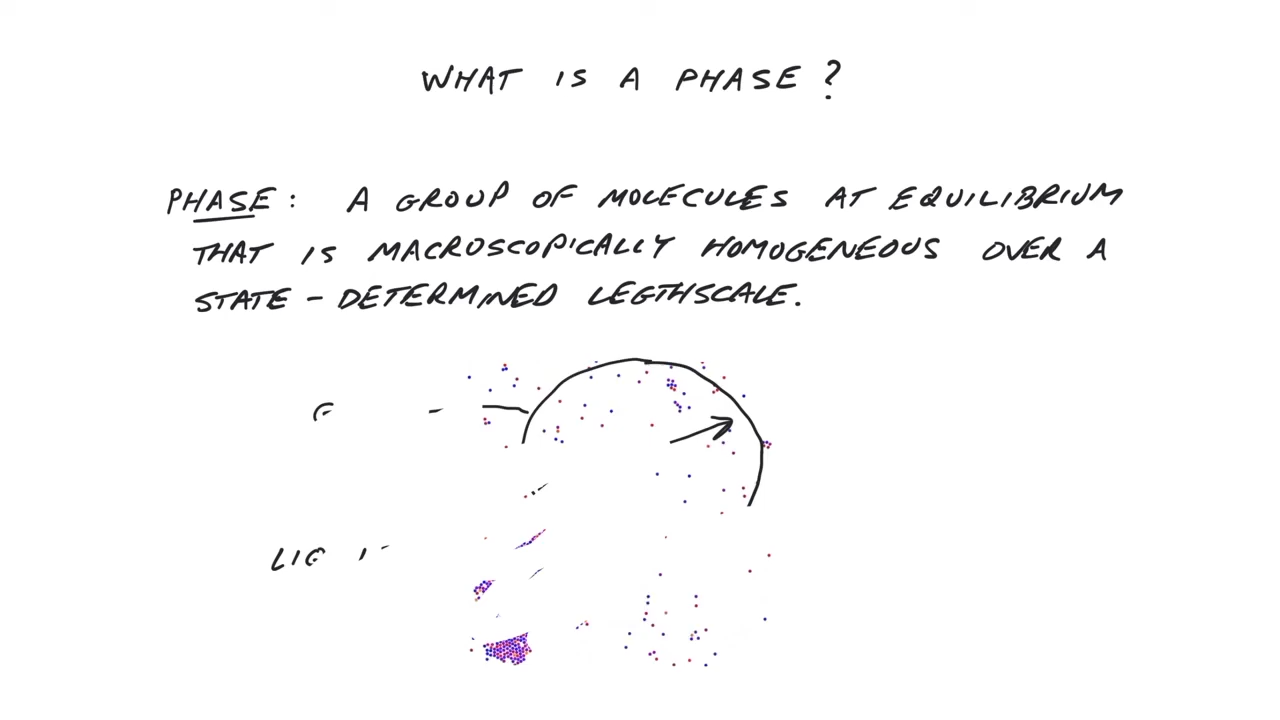 WHAT IS A PHASE?
PHASE: A GROUP OF MOLECULES AT EQUILIBRIUM
THAT IS MACROSCOPICALLY HOMOGENEOUS OVER A
STATE-DETERMINED LEGTHSCALE.